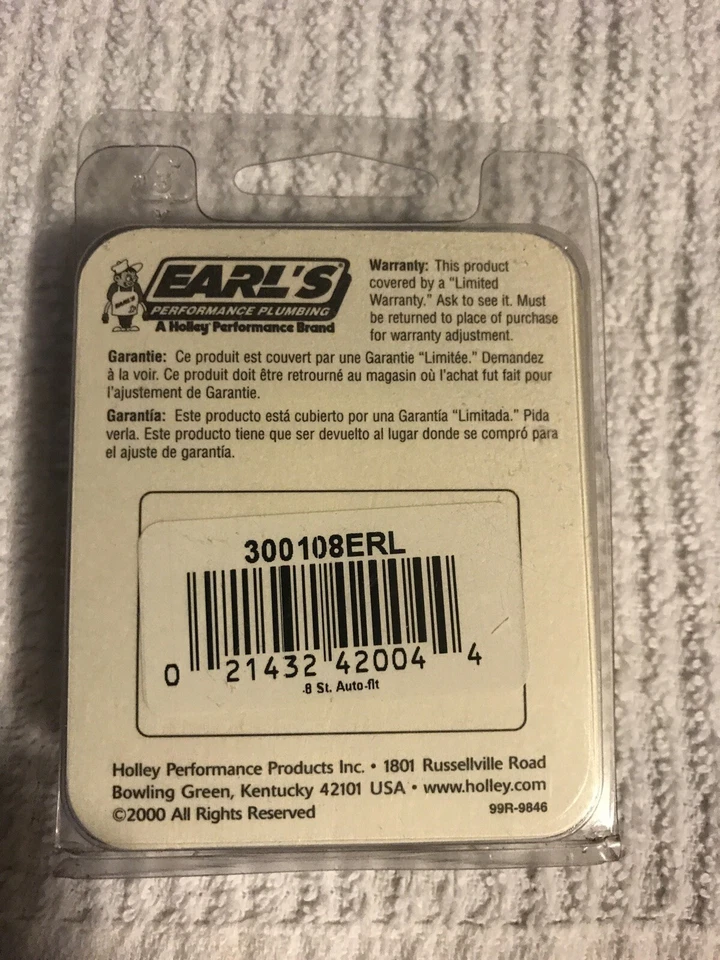 EARL'S
EARL'S
PERFORMANCE PLUMBING
A Holley Performance Brand
Warranty: This product
covered by a "Limited
Warranty." Ask to see it. Must
be returned to place of purchase
for warranty adjustment.
Garantie: Ce produit est couvert par une Garantie "Limitée." Demandez
à la voir. Ce produit doit être retrourné au magasin où l'achat fut fait pour
l'ajustement de Garantie.
Garantía: Este producto está cubierto por una Garantía "Limitada." Pida
verla. Este producto tiene que ser devuelto al lugar donde se compró para
el ajuste de garantía.
300108ERL
0 21432 42004 4
-8 St. Auto-fit
Holley Performance Products Inc. • 1801 Russellville Road
Bowling Green, Kentucky 42101 USA • www.holley.com
©2000 All Rights Reserved
99R-9846